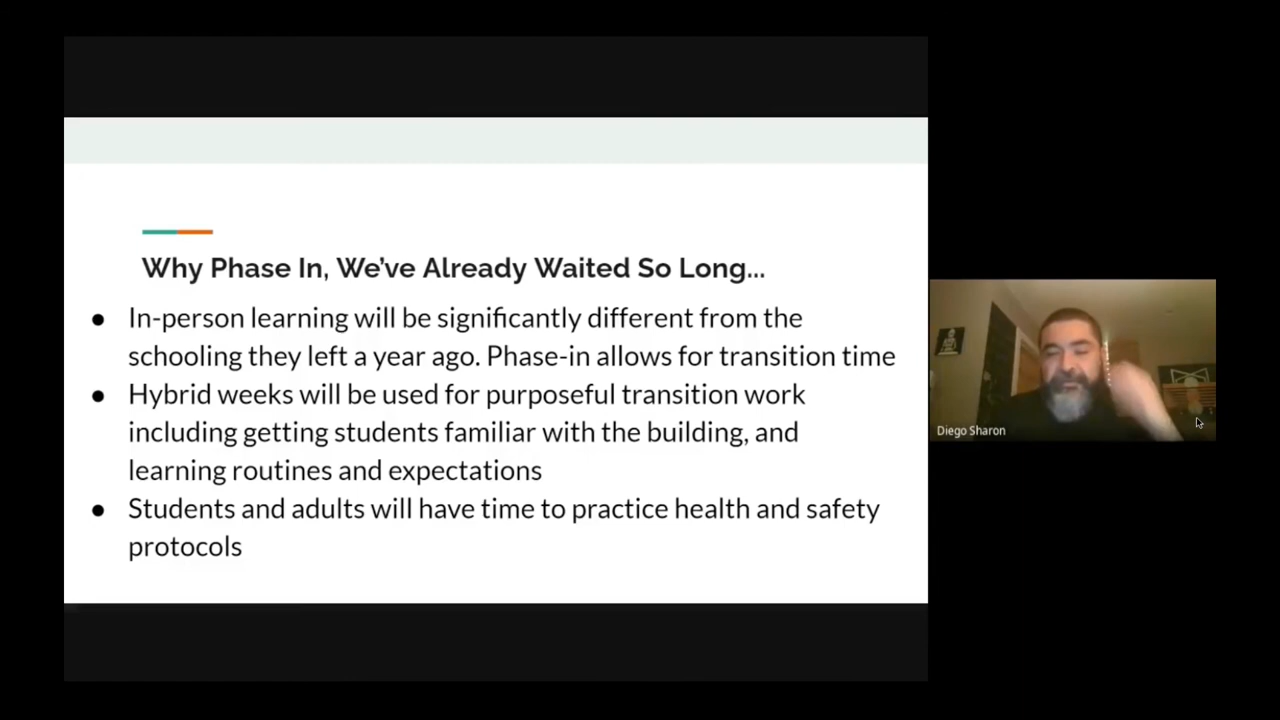 Why Phase In, We’ve Already Waited So Long...
● In-person learning will be significantly different from the
schooling they left a year ago. Phase-in allows for transition time
● Hybrid weeks will be used for purposeful transition work
including getting students familiar with the building, and
learning routines and expectations
● Students and adults will have time to practice health and safety
protocols
Diego Sharon